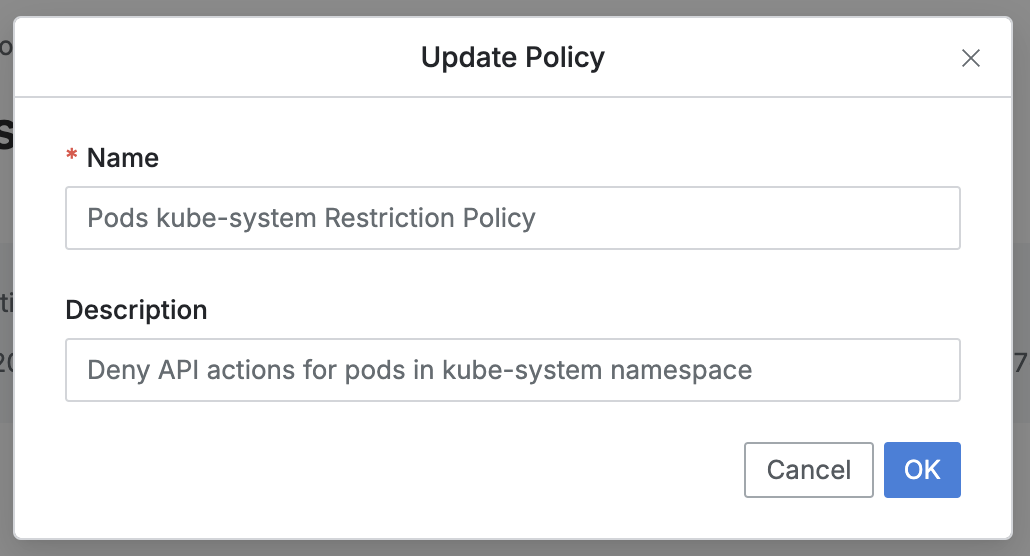 Update Policy
* Name
Pods kube-system Restriction Policy
Description
Deny API actions for pods in kube-system namespace
Cancel
OK